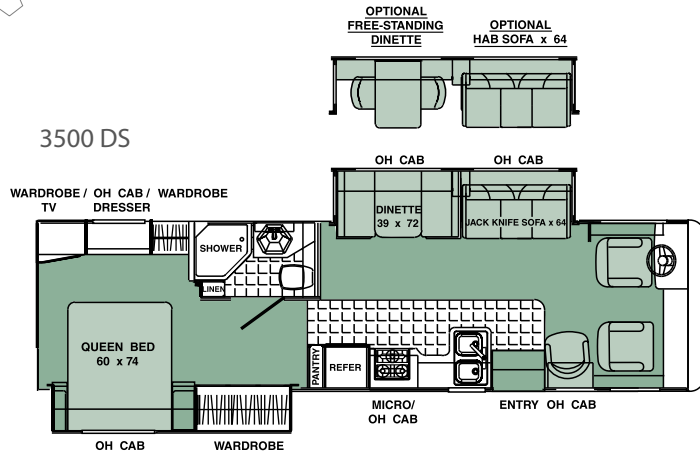 OPTIONAL
FREE-STANDING
DINETTE
OPTIONAL
HAB SOFA x 64
3500 DS
OH CAB
OH CAB
WARDROBE / OH CAB / WARDROBE
TV DRESSER
DINETTE
39 x 72
JACK KNIFE SOFA x 64
SHOWER
LINEN
QUEEN BED
60 x 74
PANTRY
REFER
MICRO/
OH CAB
ENTRY OH CAB
OH CAB
WARDROBE